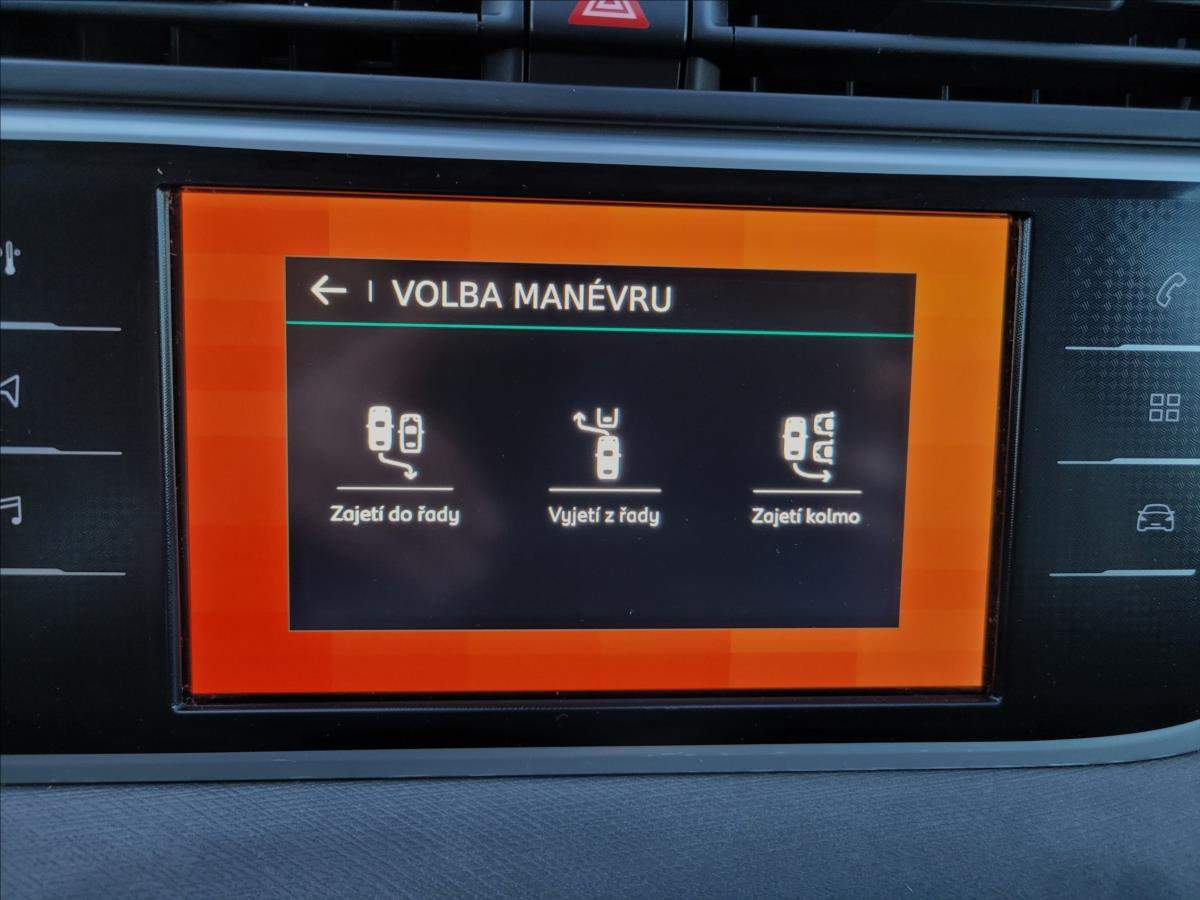 VOLBA MANÉVRU
Zajetí do řady
Vyjetí z řady
Zajetí kolmo